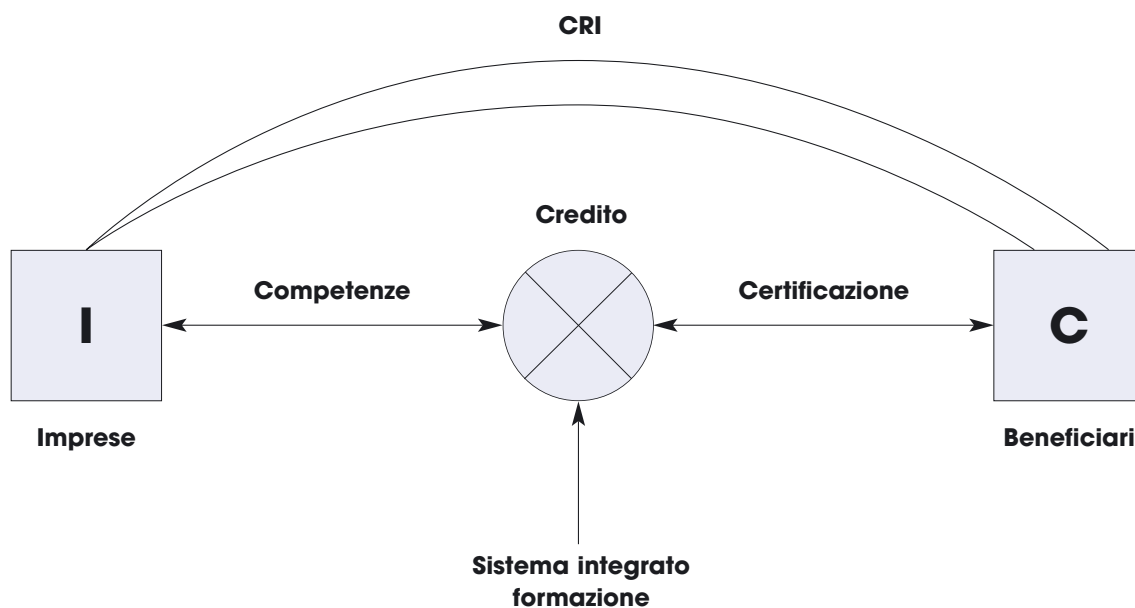 CRI
Credito
Competenze
Certificazione
I
C
Imprese
Beneficiari
Sistema integrato
formazione